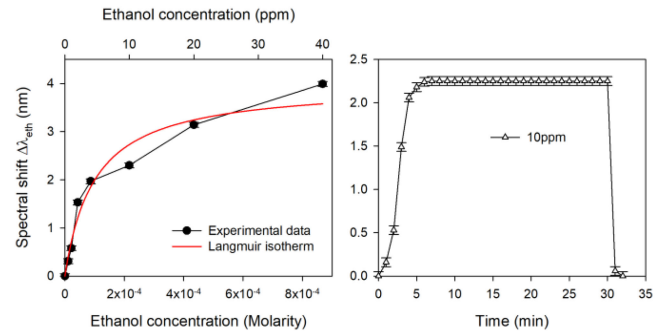 Ethanol concentration (ppm)
0 10 20 30 40
Spectral shift Δλeth (nm)
4
3
2
1
0
Experimental data
Langmuir isotherm
0 2x10⁻⁴ 4x10⁻⁴ 6x10⁻⁴ 8x10⁻⁴
Ethanol concentration (Molarity)
2.5
2.0
1.5
1.0
0.5
0.0
10ppm
0 5 10 15 20 25 30 35
Time (min)